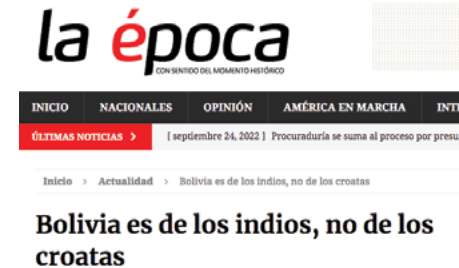 la época
CON SENTIDO DEL MOMENTO HISTÓRICO
INICIO NACIONALES OPINIÓN AMÉRICA EN MARCHA
ÚLTIMAS NOTICIAS > [ septiembre 24, 2022 ] Procuraduría se suma al proceso por
Inicio > Actualidad > Bolivia es de los indios, no de los croatas
Bolivia es de los indios, no de los
croatas